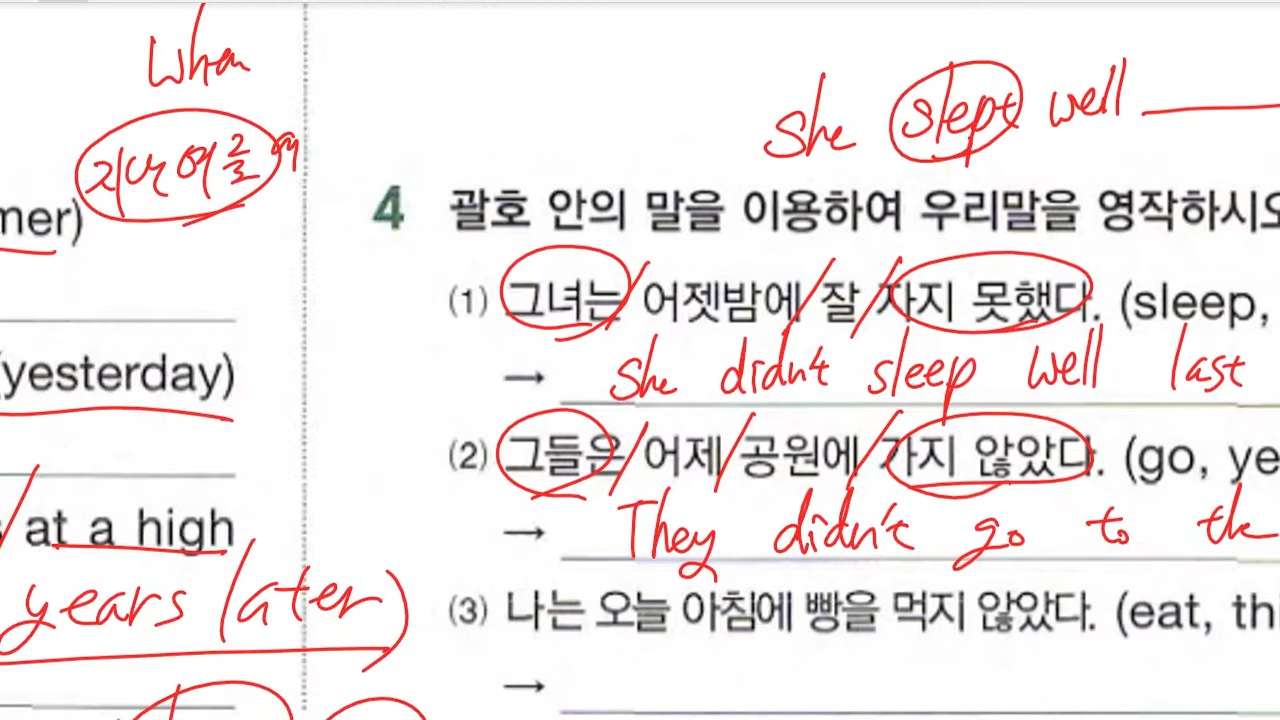 When
지난여름에
mer)
(yesterday)
at a high
years later
She slept well
4 괄호 안의 말을 이용하여 우리말을 영작하시오
(1) 그녀는 어젯밤에 잘 자지 못했다. (sleep,
→ She didn't sleep well last
(2) 그들은 어제 공원에 가지 않았다. (go, ye
→ They didn't go to the
(3) 나는 오늘 아침에 빵을 먹지 않았다. (eat, th
→